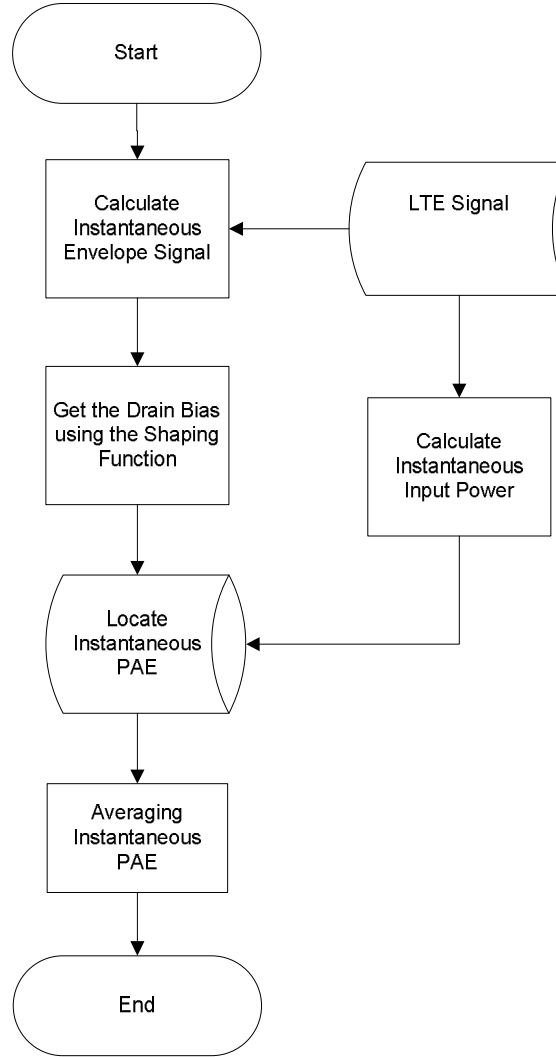 Start
Calculate
Instantaneous
Envelope Signal
LTE Signal
Get the Drain Bias
using the Shaping
Function
Calculate
Instantaneous
Input Power
Locate
Instantaneous
PAE
Averaging
Instantaneous
PAE
End